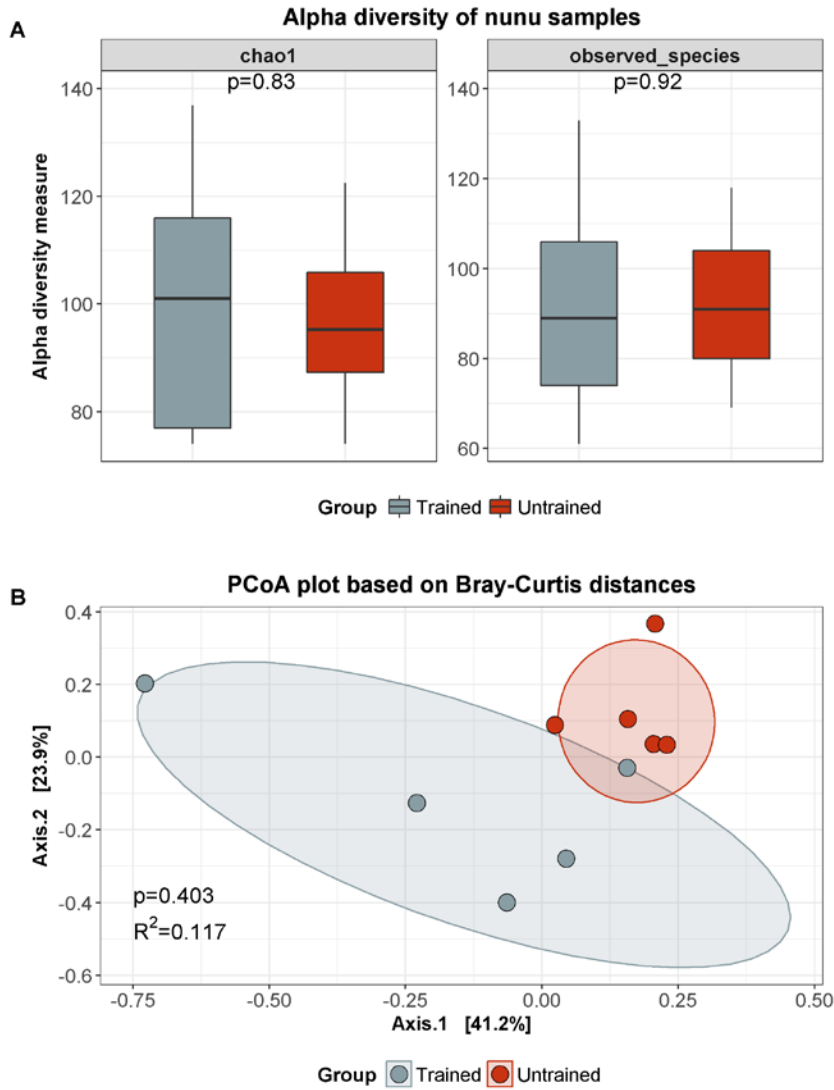 A
Alpha diversity of nunu samples
chao1
observed_species
p=0.83
p=0.92
Alpha diversity measure
140
120
100
80
140
120
100
80
60
Group Trained Untrained
B
PCoA plot based on Bray-Curtis distances
Axis.2 [23.9%]
0.4
0.2
0.0
-0.2
-0.4
-0.6
p=0.403
R²=0.117
-0.75 -0.50 -0.25 0.00 0.25 0.50
Axis.1 [41.2%]
Group Trained Untrained